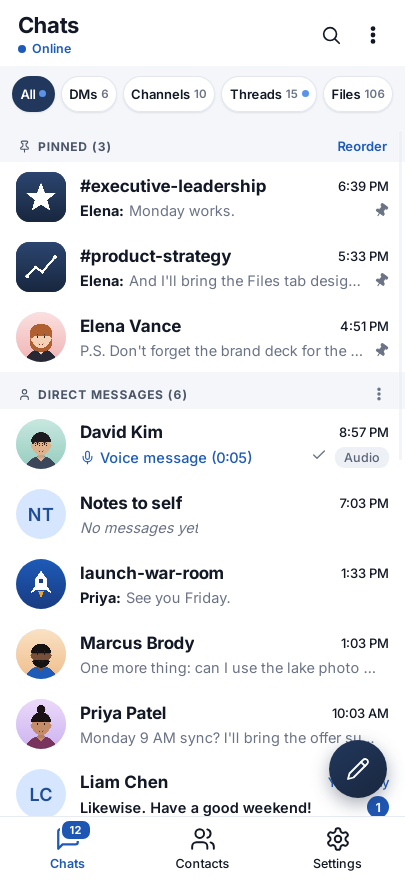 Chats
Online
All
DMs 6
Channels 10
Threads 15
Files 106
PINNED (3)
Reorder
#executive-leadership 6:39 PM
Elena: Monday works.
#product-strategy 5:33 PM
Elena: And I'll bring the Files tab desig...
Elena Vance 4:51 PM
P.S. Don't forget the brand deck for the ...
DIRECT MESSAGES (6)
David Kim 8:57 PM
Voice message (0:05) Audio
NT
Notes to self 7:03 PM
No messages yet
launch-war-room 1:33 PM
Priya: See you Friday.
Marcus Brody 1:03 PM
One more thing: can I use the lake photo ...
Priya Patel 10:03 AM
Monday 9 AM sync? I'll bring the offer su...
LC
Liam Chen
Likewise. Have a good weekend! 1
12
Chats
Contacts
Settings